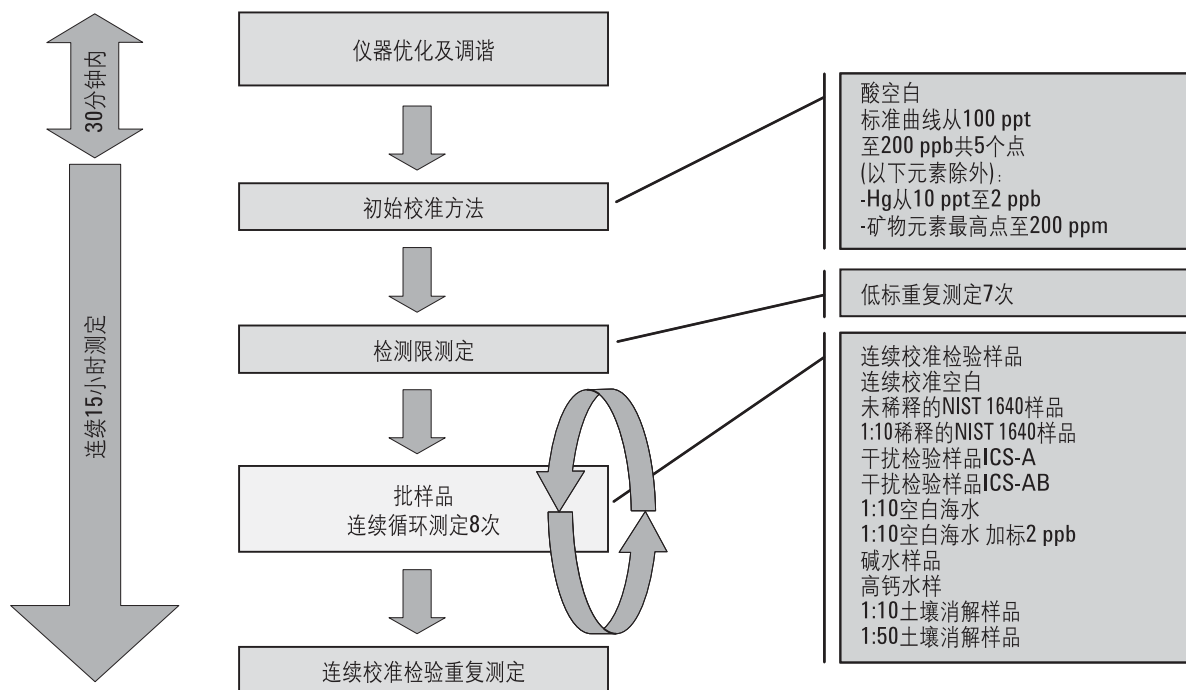 30分钟内
连续15小时测定
仪器优化及调谐
初始校准方法
检测限测定
批样品
连续循环测定8次
连续校准检验重复测定
酸空白
标准曲线从100 ppt
至200 ppb共5个点
(以下元素除外):
-Hg从10 ppt至2 ppb
-矿物元素最高点至200 ppm
低标重复测定7次
连续校准检验样品
连续校准空白
未稀释的NIST 1640样品
1:10稀释的NIST 1640样品
干扰检验样品ICS-A
干扰检验样品ICS-AB
1:10空白海水
1:10空白海水 加标2 ppb
碱水样品
高钙水样
1:10土壤消解样品
1:50土壤消解样品